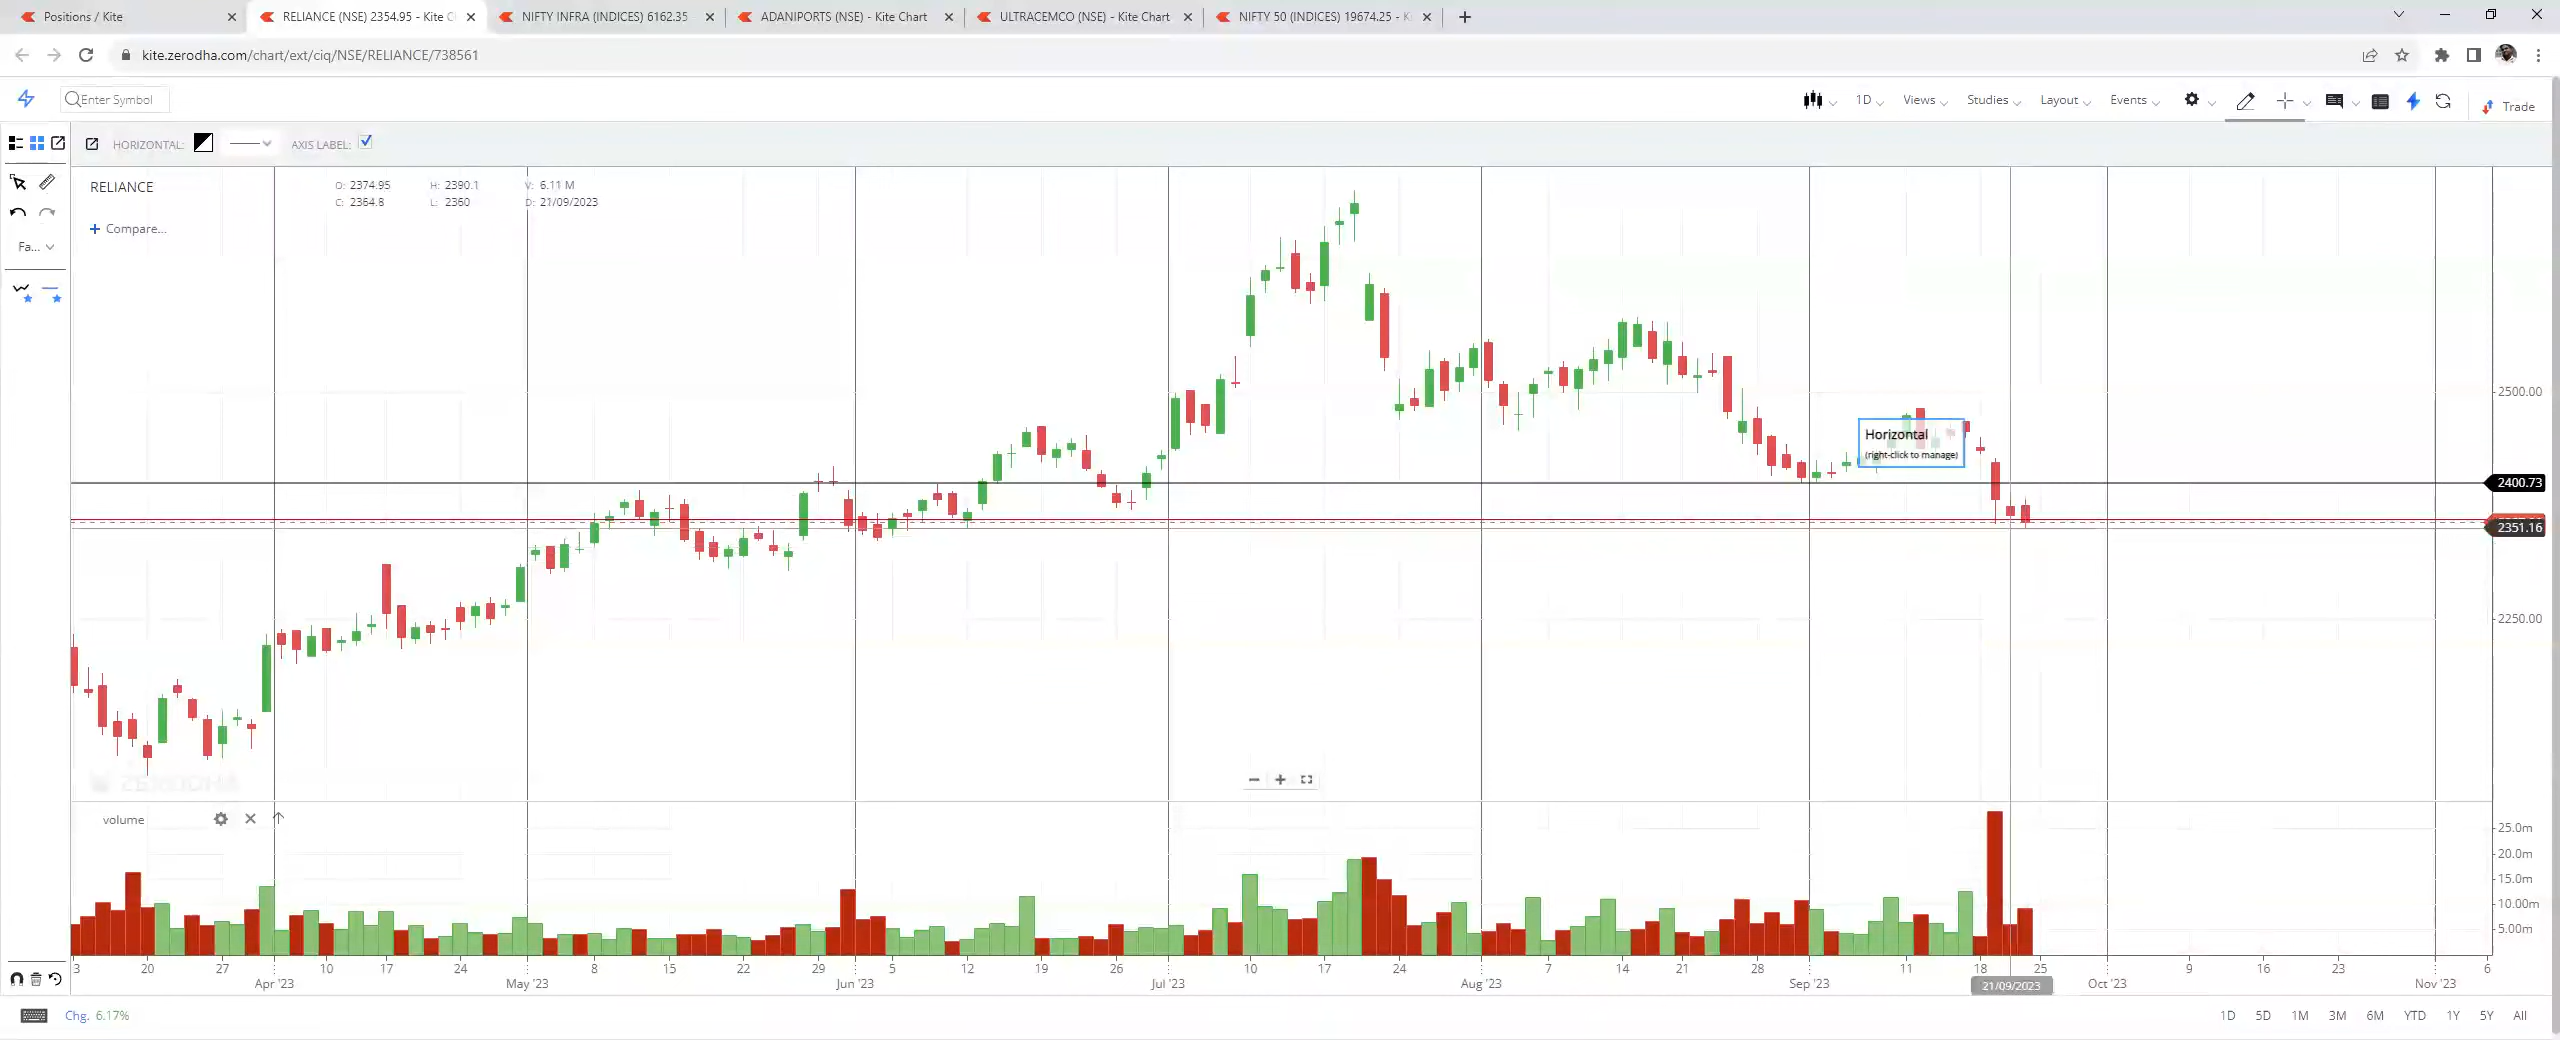 Positions / Kite
RELIANCE (NSE) 2354.95 - Kite C
NIFTY INFRA (INDICES) 6162.35
ADANIPORTS (NSE) - Kite Chart
ULTRACEMCO (NSE) - Kite Chart
NIFTY 50 (INDICES) 19674.25 - K
kite.zerodha.com/chart/ext/ciq/NSE/RELIANCE/738561
Enter Symbol
1D
Views
Studies
Layout
Events
Trade
HORIZONTAL:
AXIS LABEL:
RELIANCE
O: 2374.95 H: 2390.1 V: 6.11 M
C: 2364.8 L: 2360 D: 21/09/2023
+ Compare...
Fa...
2500.00
Horizontal
(right-click to manage)
2400.73
2351.16
2250.00
ZERODHA
volume
25.0m
20.0m
15.0m
10.00m
5.00m
3 20 27 10 17 24 8 15 22 29 5 12 19 26 10 17 24 7 14 21 28 11 18 25 9 16 23 6
Apr '23 May '23 Jun '23 Jul '23 Aug '23 Sep '23 21/09/2023 Oct '23 Nov '23
Chg. 6.17%
1D 5D 1M 3M 6M YTD 1Y 5Y All